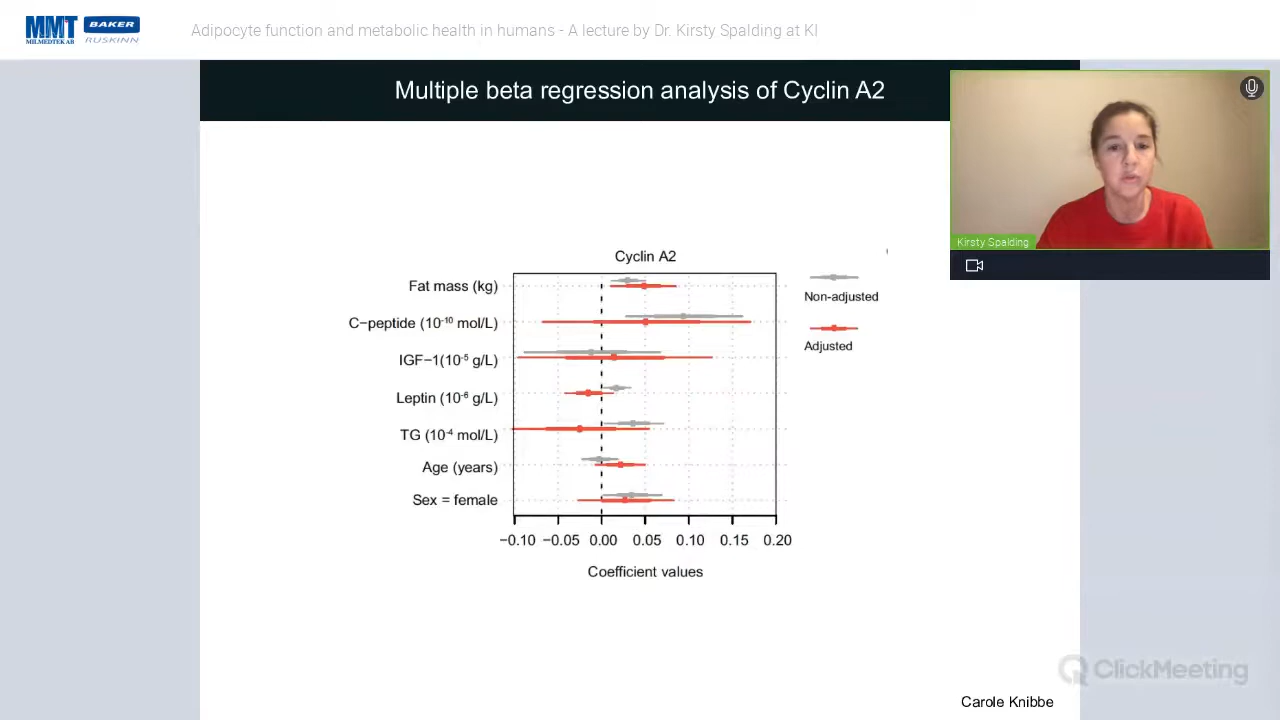 MMT
MILMEDTEK AB
BAKER
RUSKINN
Adipocyte function and metabolic health in humans - A lecture by Dr. Kirsty Spalding at KI
Multiple beta regression analysis of Cyclin A2
Kirsty Spalding
Cyclin A2
Fat mass (kg)
C−peptide (10⁻¹⁰ mol/L)
IGF−1(10⁻⁵ g/L)
Leptin (10⁻⁶ g/L)
TG (10⁻⁴ mol/L)
Age (years)
Sex = female
−0.10 −0.05 0.00 0.05 0.10 0.15 0.20
Coefficient values
Non-adjusted
Adjusted
ClickMeeting
Carole Knibbe